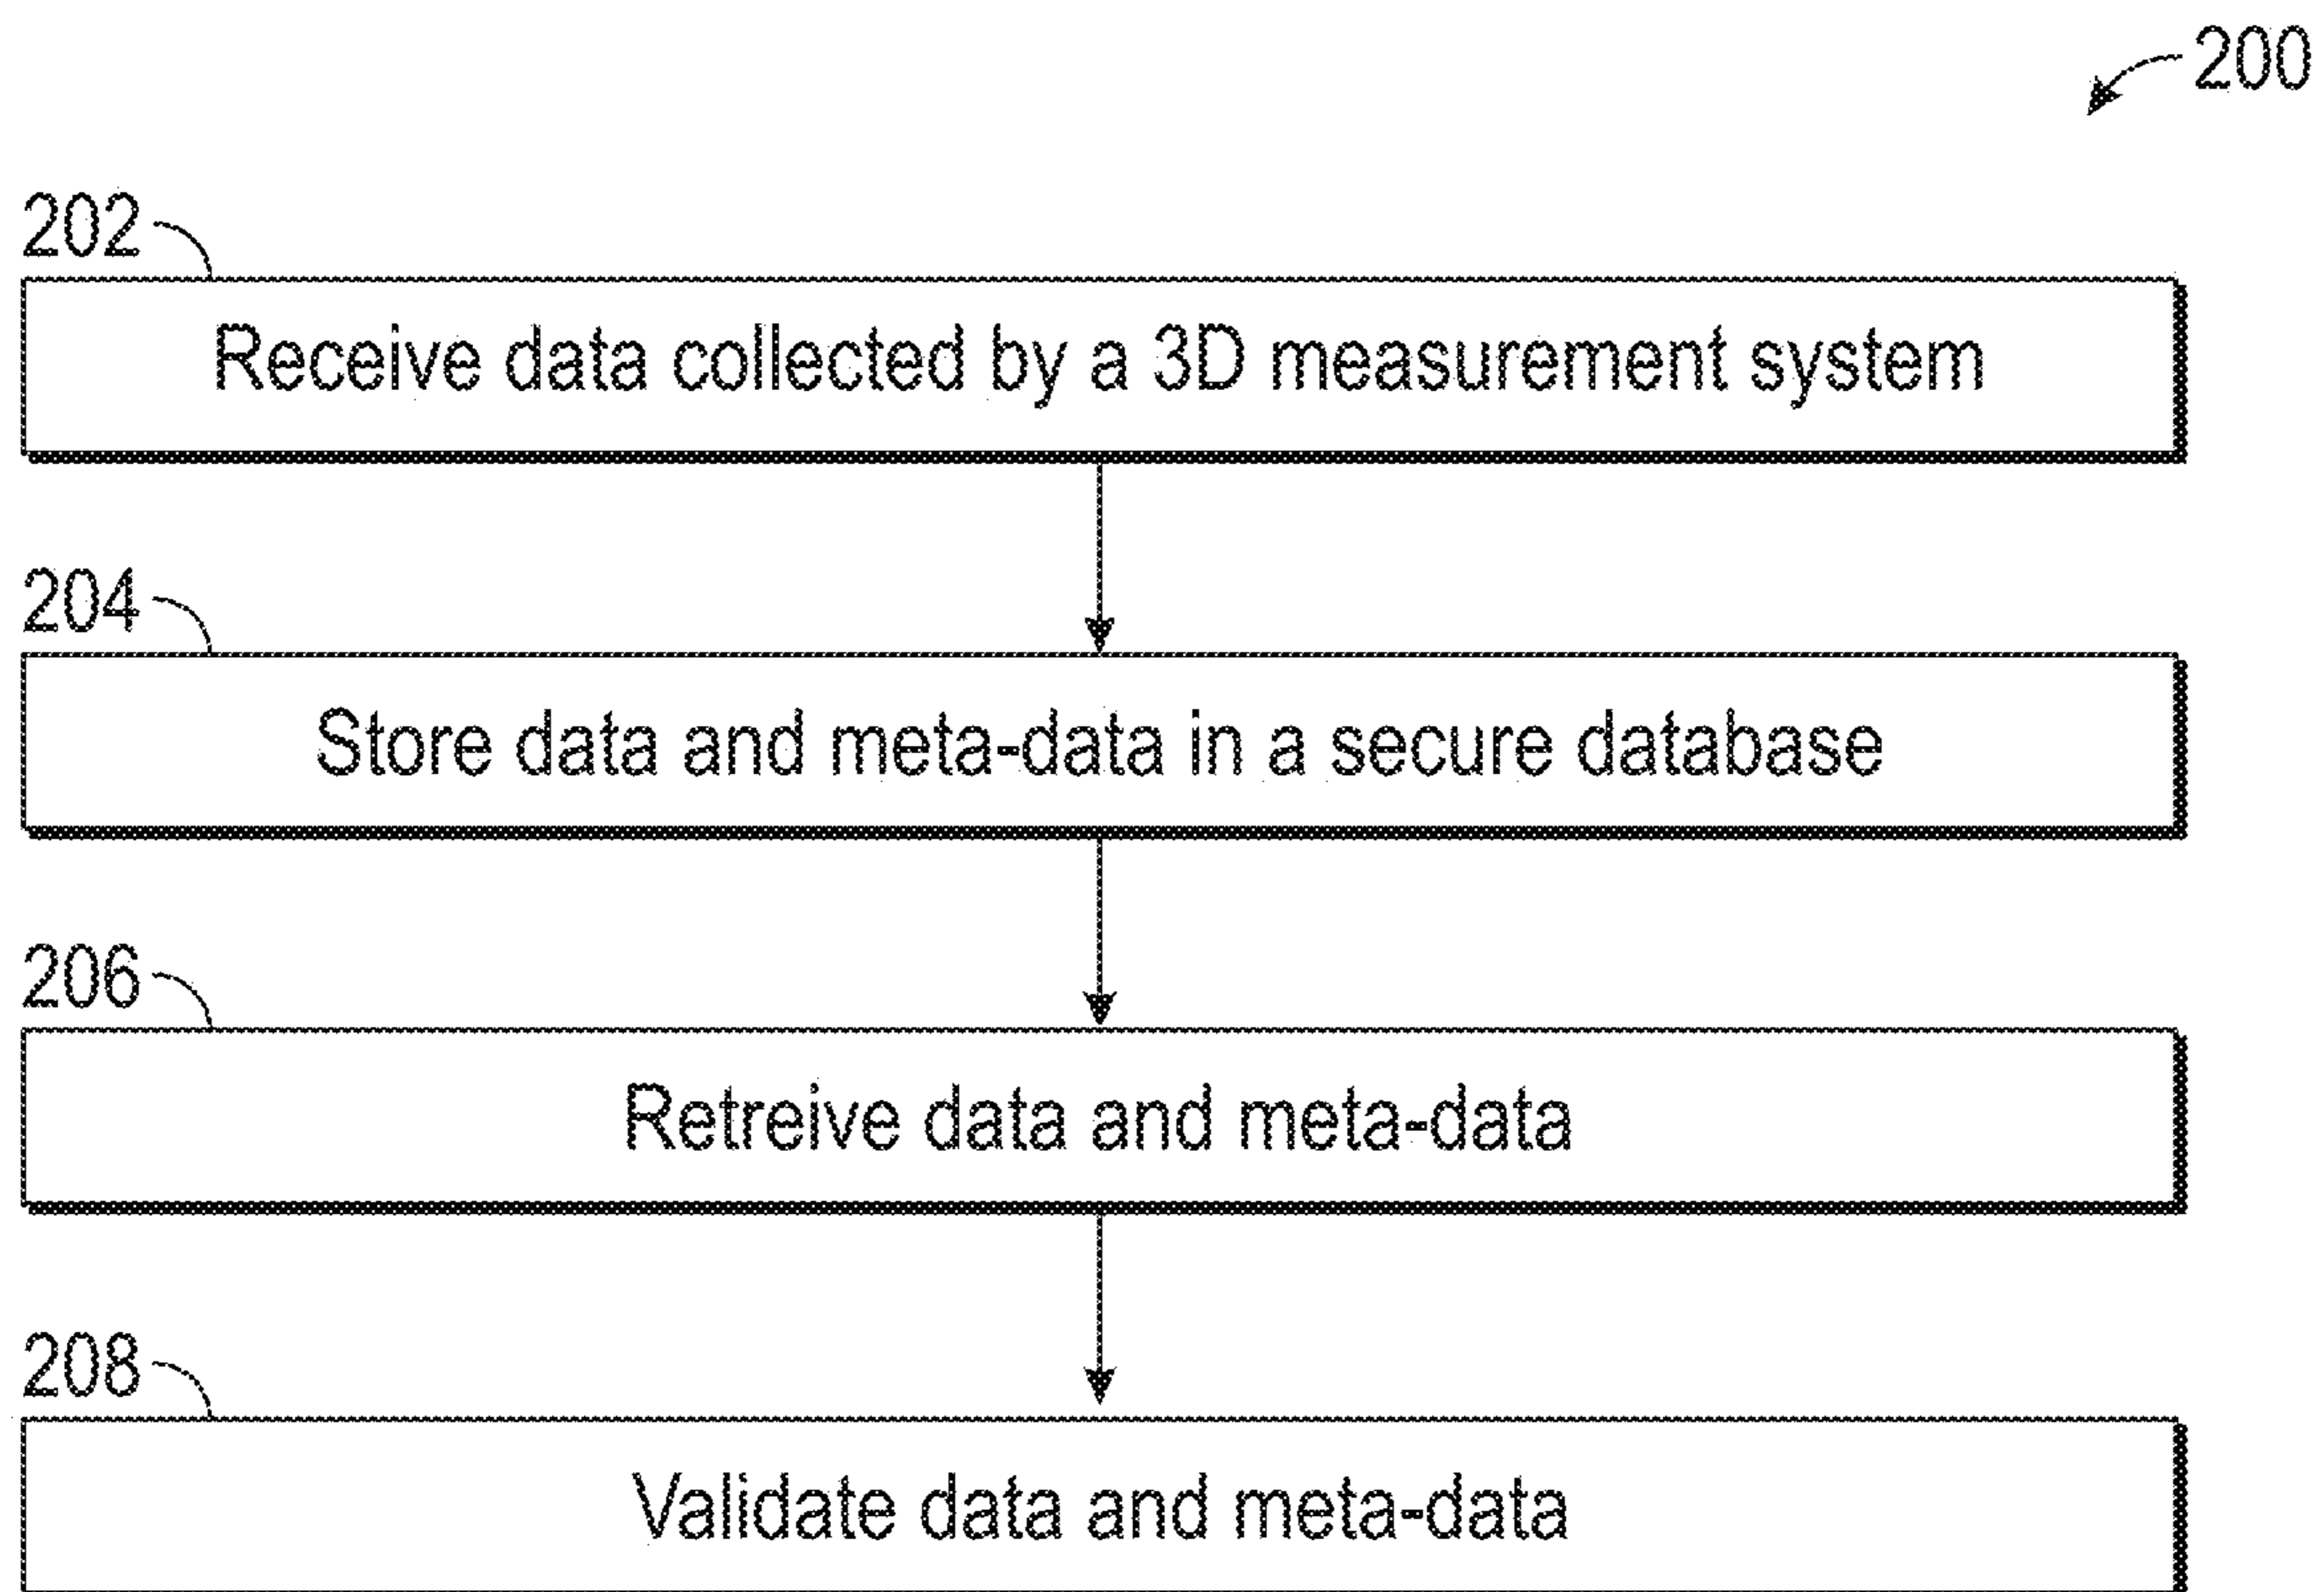 200
202
Receive data collected by a 3D measurement system
204
Store data and meta-data in a secure database
206
Retreive data and meta-data
208
Validate data and meta-data